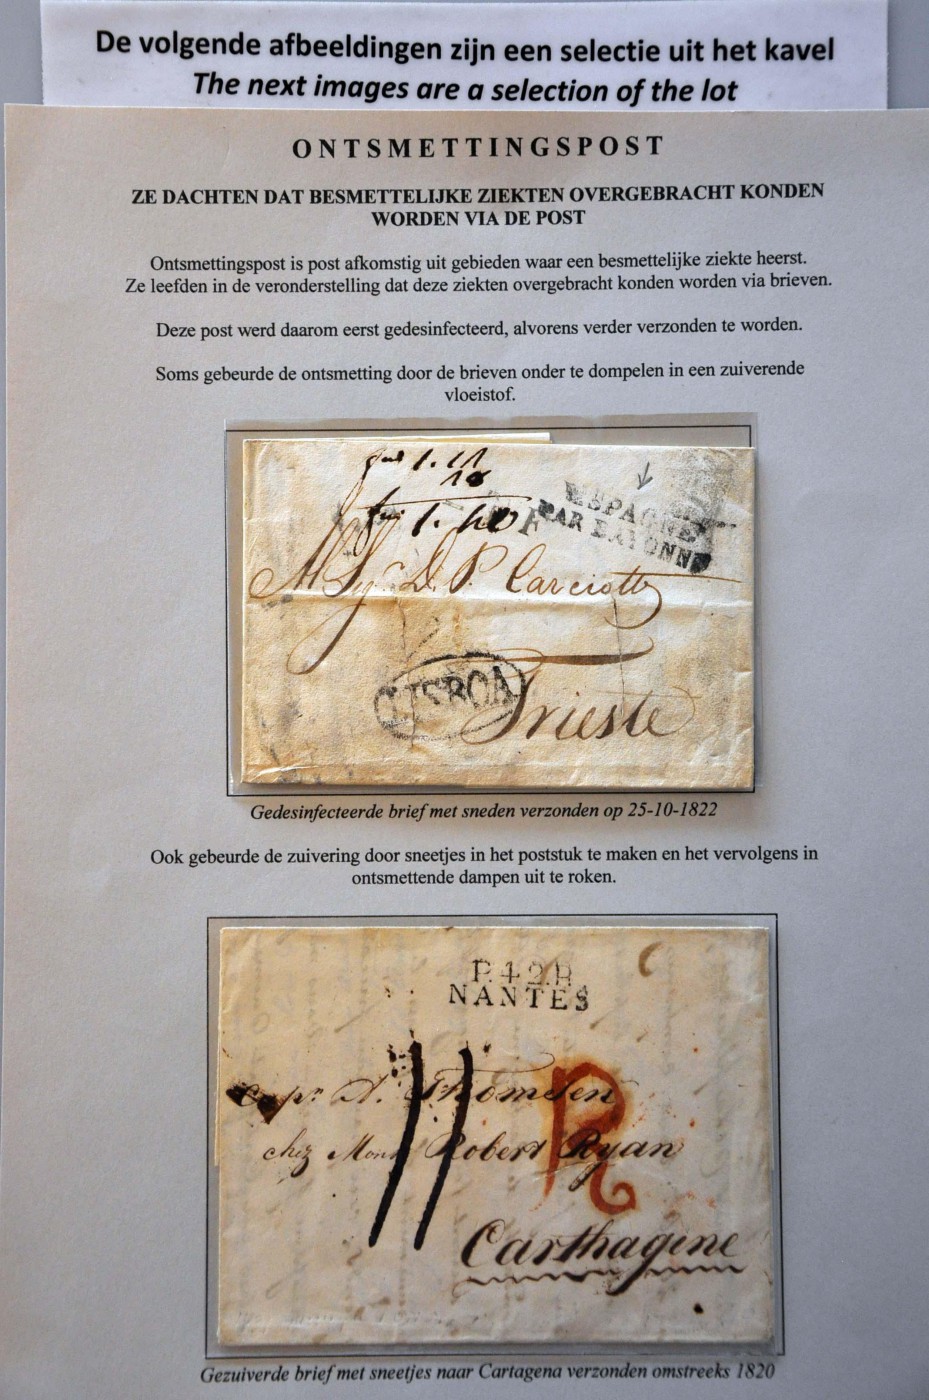 De volgende afbeeldingen zijn een selectie uit het kavel
The next images are a selection of the lot
ONTSMETTINGSPOST
ZE DACHTEN DAT BESMETTELIJKE ZIEKTEN OVERGEBRACHT KONDEN
WORDEN VIA DE POST
Ontsmettingspost is post afkomstig uit gebieden waar een besmettelijke ziekte heerst.
Ze leefden in de veronderstelling dat deze ziekten overgebracht konden worden via brieven.
Deze post werd daarom eerst gedesinfecteerd, alvorens verder verzonden te worden.
Soms gebeurde de ontsmetting door de brieven onder te dompelen in een zuiverende
vloeistof.
ESPAGNE
PAR BAYONNE
D. P. Carciotti
LISBOA
Trieste
Gedesinfecteerde brief met sneden verzonden op 25-10-1822
Ook gebeurde de zuivering door sneetjes in het poststuk te maken en het vervolgens in
ontsmettende dampen uit te roken.
P.42.P.
NANTES
Capn. A. Thomsen
R
chez Mons Robert Ryan
Carthagine
Gezuiverde brief met sneetjes naar Cartagena verzonden omstreeks 1820